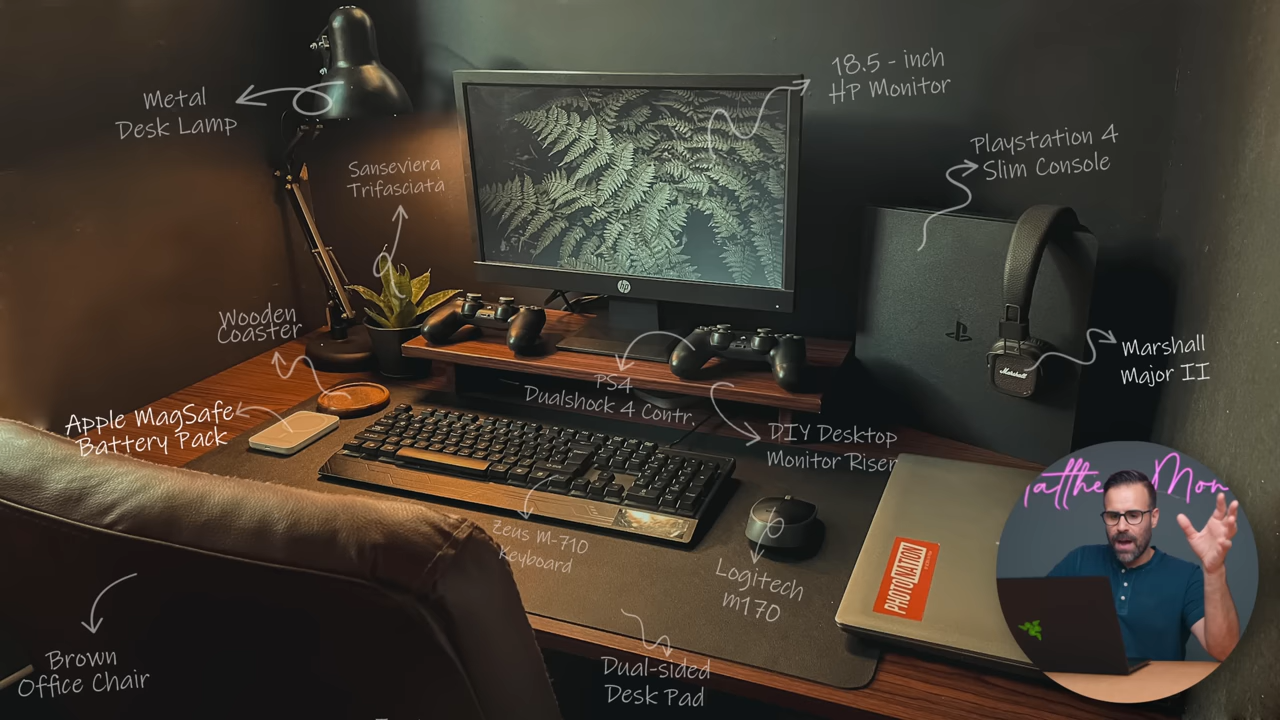 18.5 - inch
Hp Monitor
Metal
Desk Lamp
Playstation 4
Slim Console
Sanseviera
Trifasciata
hp
Wooden
Coaster
Marshall
Marshall
Major II
PS4
Dualshock 4 Contr.
Apple MagSafe
Battery Pack
DIY Desktop
Monitor Riser
Zeus M-710
Keyboard
Logitech
m170
PHOTONATION
Brown
Office Chair
Dual-sided
Desk Pad